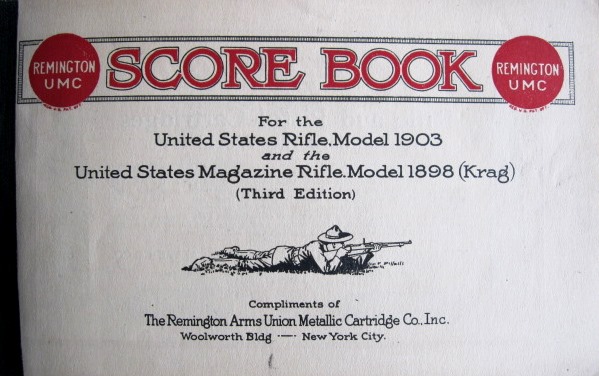 REMINGTON
UMC
SCORE BOOK
REMINGTON
UMC
For the
United States Rifle, Model 1903
and the
United States Magazine Rifle, Model 1898 (Krag)
(Third Edition)
Compliments of
The Remington Arms Union Metallic Cartridge Co., Inc.
Woolworth Bldg — New York City.